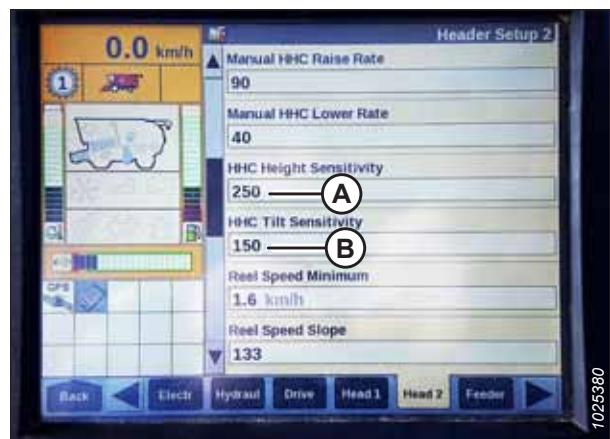 0.0 km/h
Header Setup 2
1
Manual HHC Raise Rate
90
Manual HHC Lower Rate
40
HHC Height Sensitivity
250
A
HHC Tilt Sensitivity
150
B
Reel Speed Minimum
1.6 km/h
Reel Speed Slope
133
GPS
Back
Electr
Hydraul
Drive
Head 1
Head 2
Feeder
1025380